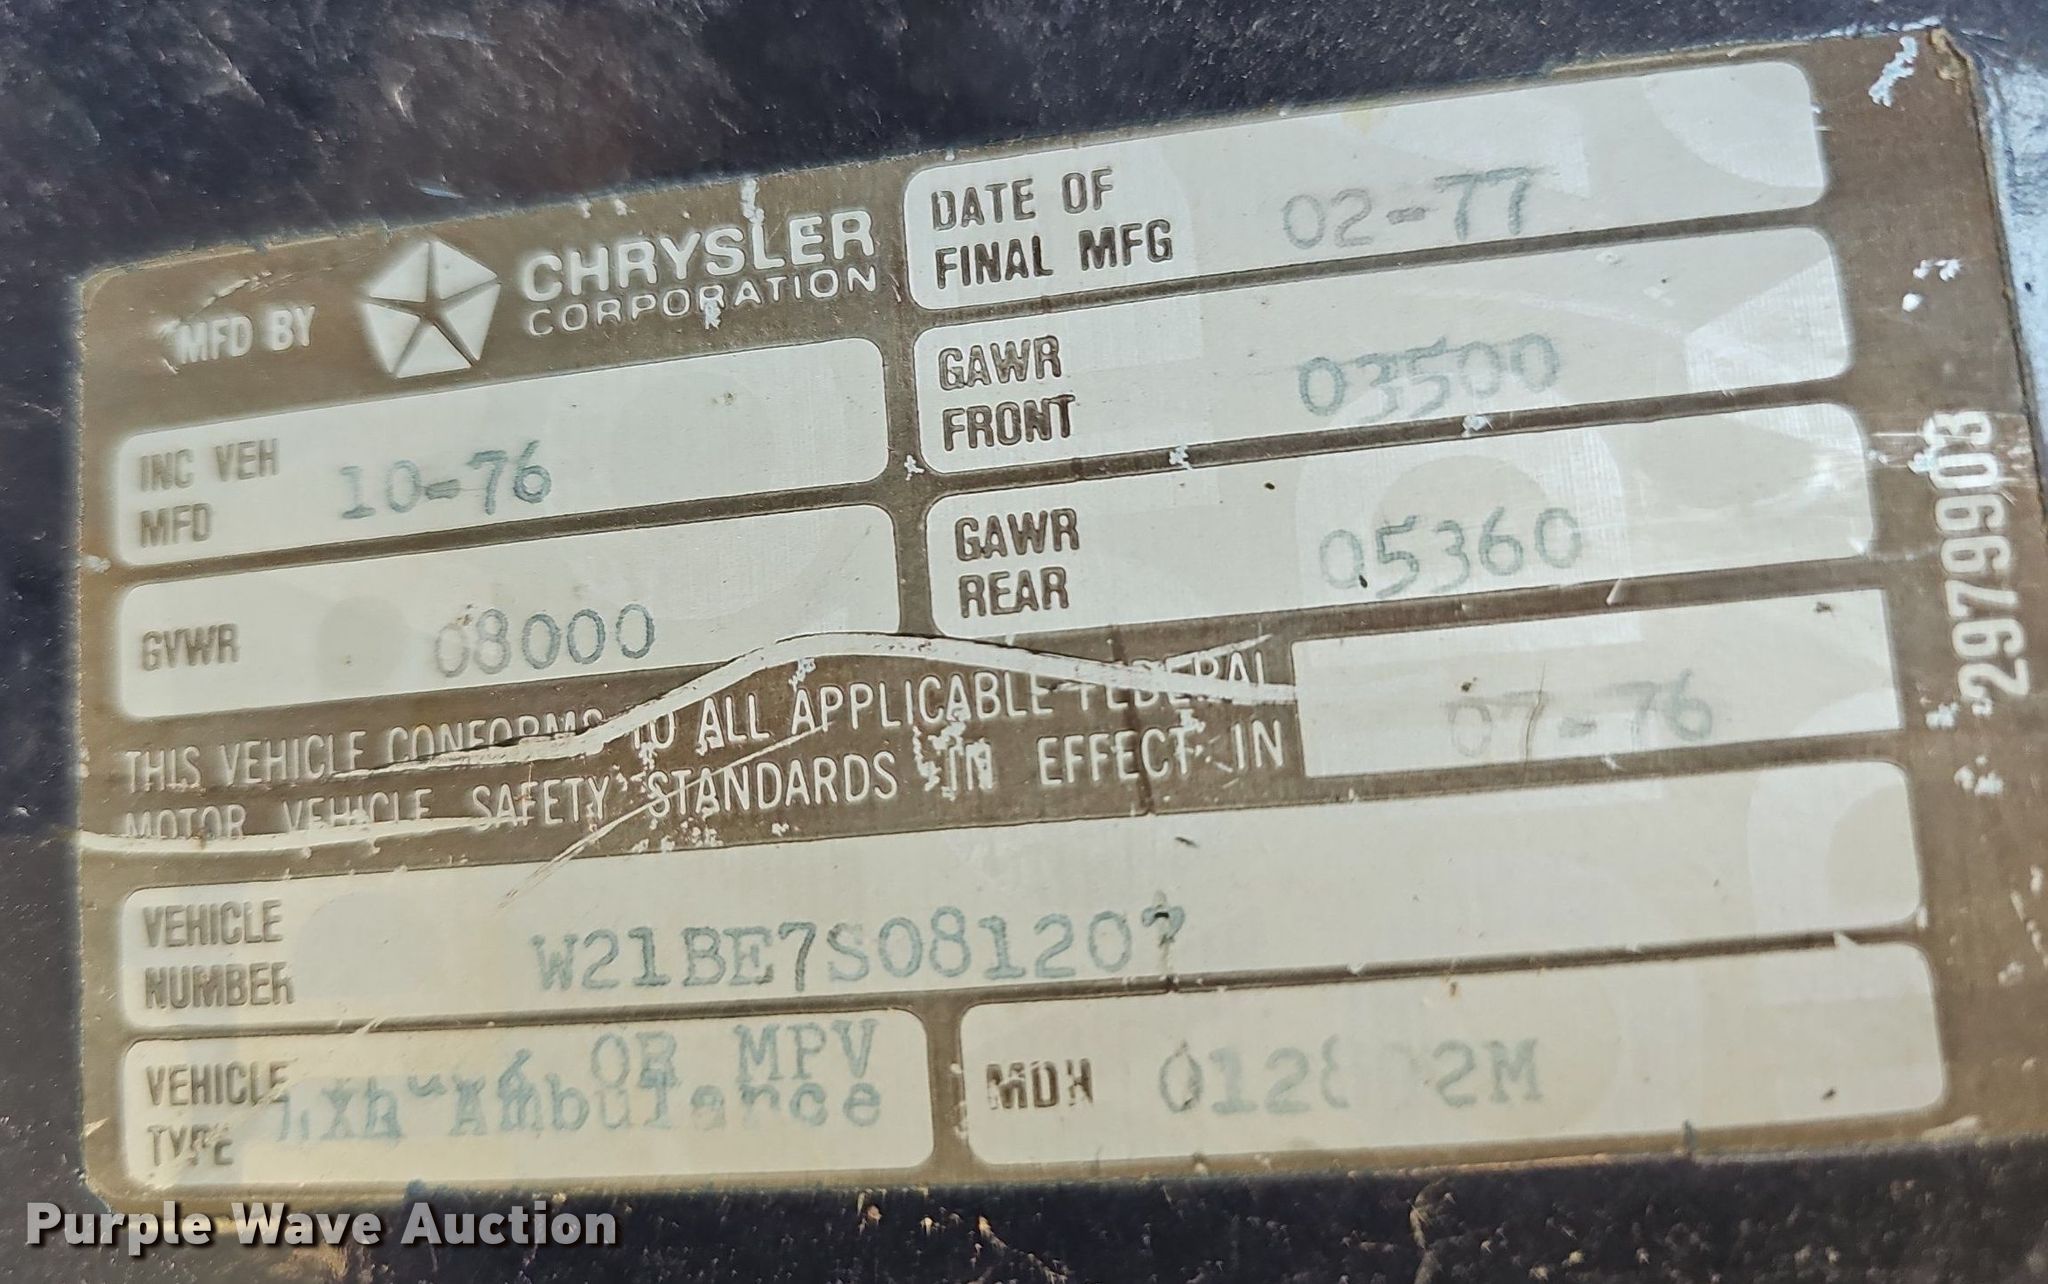 MFD BY CHRYSLER
CORPORATION
DATE OF
FINAL MFG 02-77
INC VEH
MFD 10-76
GAWR
FRONT 03500
GVWR 08000
GAWR
REAR 05360
THIS VEHICLE CONFORMS TO ALL APPLICABLE FEDERAL
MOTOR VEHICLE SAFETY STANDARDS IN EFFECT IN 07-76
VEHICLE
NUMBER W21BE7S081207
VEHICLE
TYPE OR MPV
Ambulance
MDH
2979903
Purple Wave Auction